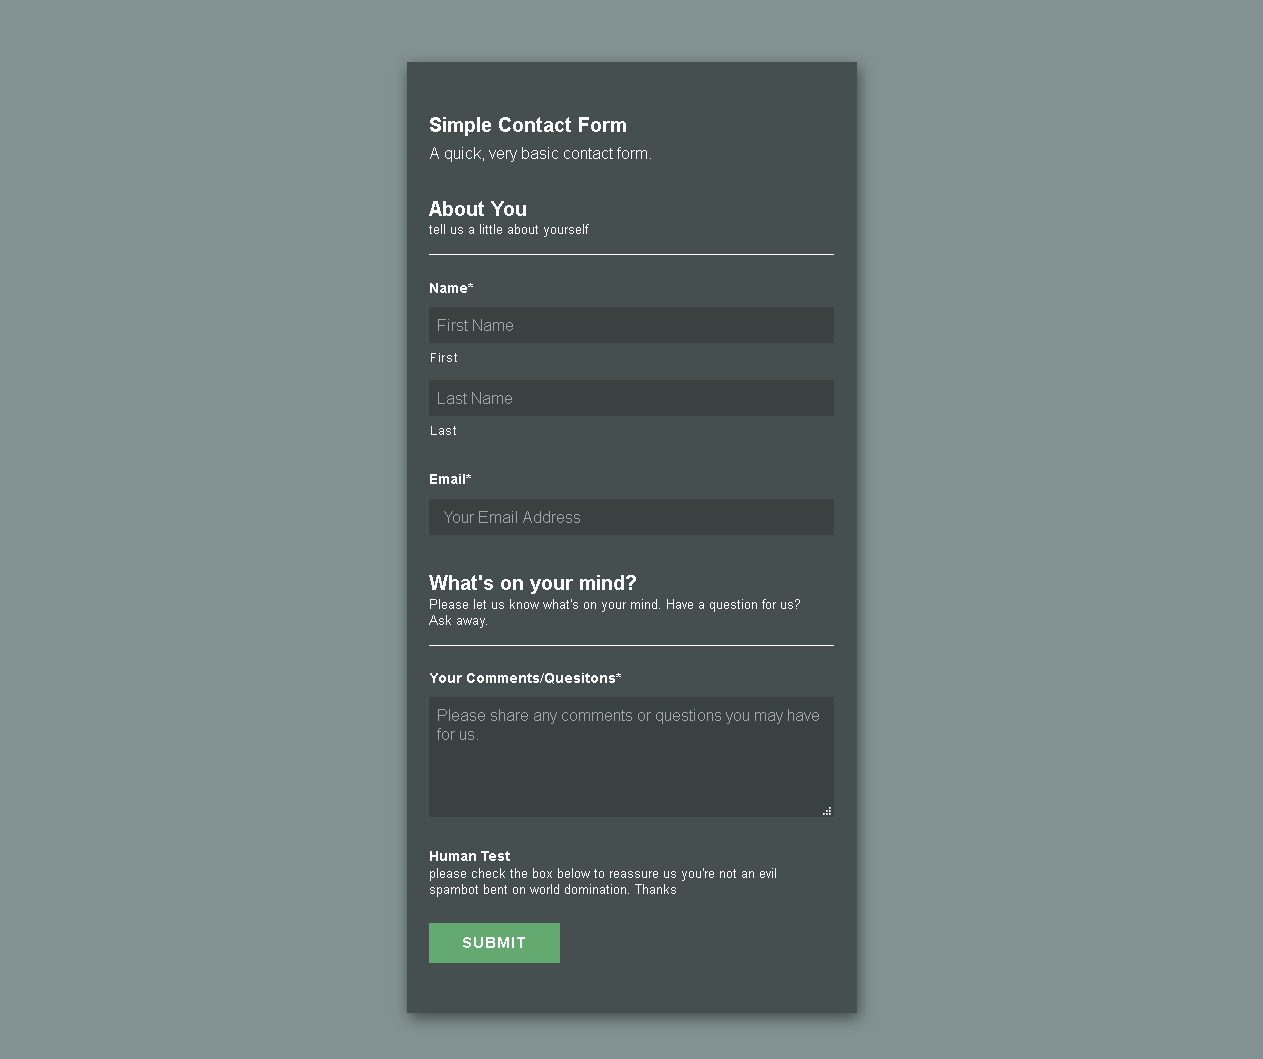 Simple Contact Form
A quick, very basic contact form.
About You
tell us a little about yourself
Name*
First Name
First
Last Name
Last
Email*
Your Email Address
What's on your mind?
Please let us know what's on your mind. Have a question for us?
Ask away.
Your Comments/Quesitons*
Please share any comments or questions you may have
for us.
Human Test
please check the box below to reassure us you're not an evil
spambot bent on world domination. Thanks
SUBMIT